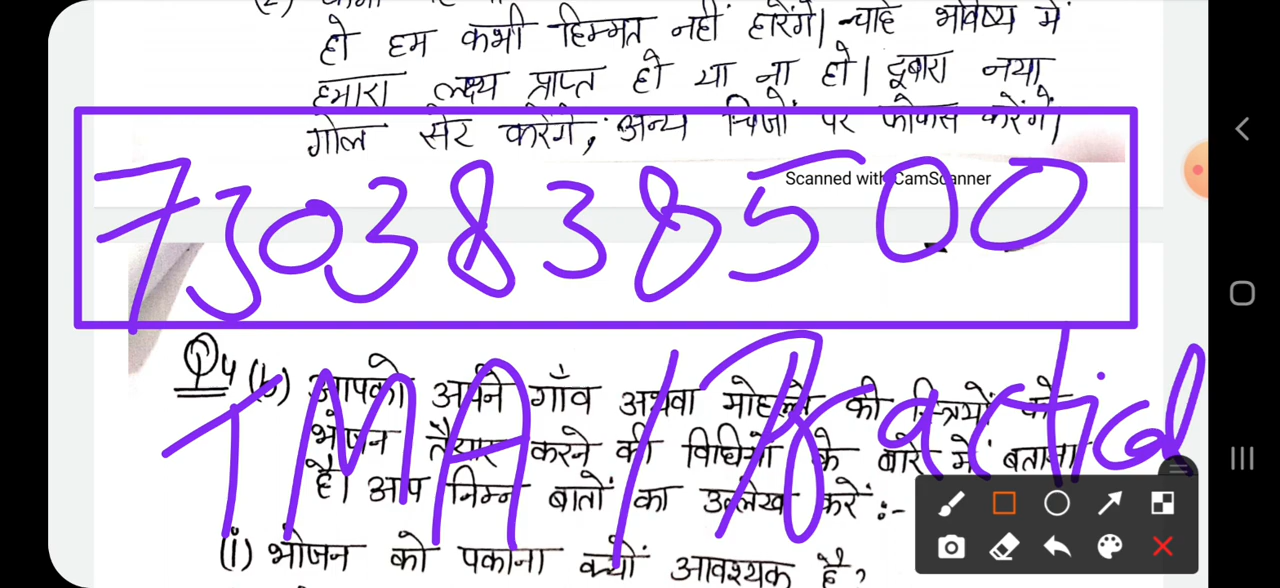 हो हम कभी हिम्मत नहीं हारेंगे। चाहे भविष्य में
हमारा लक्ष्य प्राप्त हो या ना हो। दूबारा नया
गोल सेट करेंगे, अन्य चिजों पर फोकस करेंगे।
Scanned with CamScanner
7303838500
Q4 (b) आपको अपने गाँव अथवा मोहल्ले की स्त्रियों को
भोजन तैयार करने की विधियों के बारे में बताना
है। आप निम्न बातों का उल्लेख करें :-
TMA / Practical
(i) भोजन को पकाना क्यों आवश्यक है?